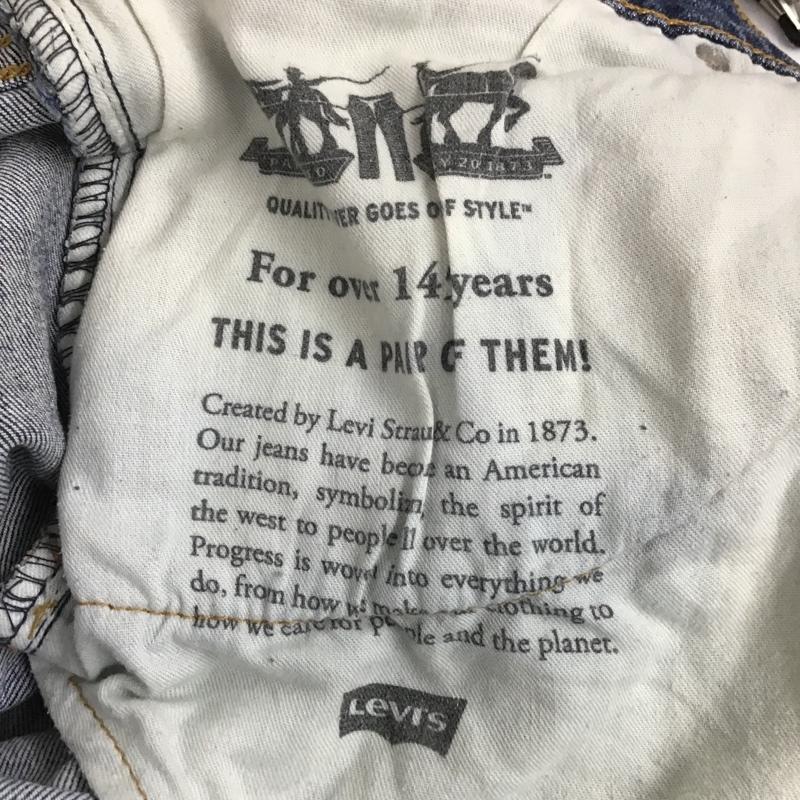 MAY 20 1873
QUALITY NEVER GOES OUT OF STYLE™
For over 14 years
THIS IS A PAIR OF THEM!
Created by Levi Strauss & Co in 1873.
Our jeans have become an American
tradition, symbolizing the spirit of
the west to people all over the world.
Progress is woven into everything we
do, from how we make our clothing to
how we care for people and the planet.
Levi's